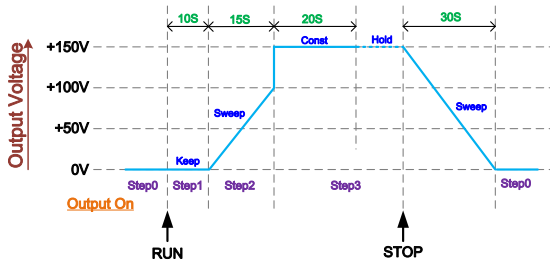 10S 15S 20S 30S
Output Voltage
+150V
+100V
+50V
0V
Const Hold
Sweep Sweep
Keep
Step0 Step1 Step2 Step3 Step0
Output On
RUN STOP